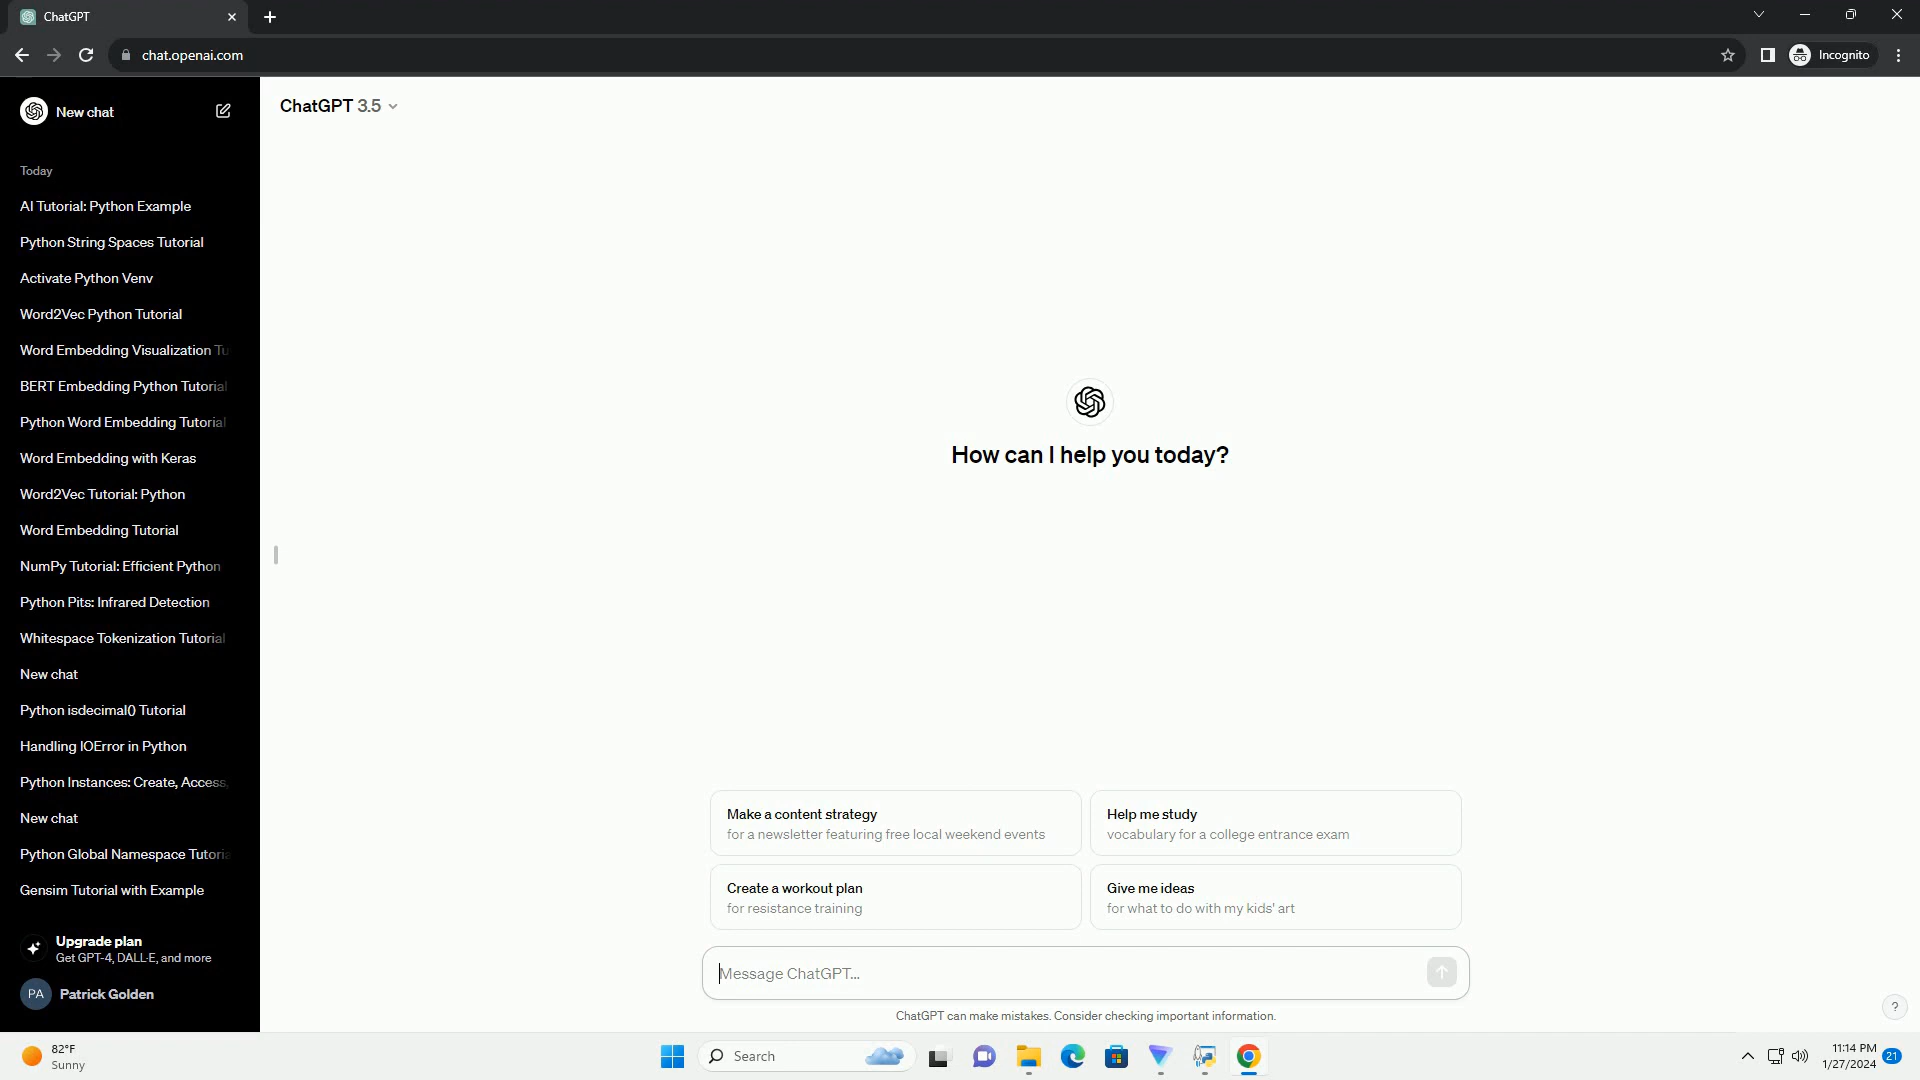 ChatGPT
chat.openai.com
Incognito
New chat
ChatGPT 3.5
Today
AI Tutorial: Python Example
Python String Spaces Tutorial
Activate Python Venv
Word2Vec Python Tutorial
Word Embedding Visualization Tu
BERT Embedding Python Tutorial
Python Word Embedding Tutorial
Word Embedding with Keras
Word2Vec Tutorial: Python
Word Embedding Tutorial
NumPy Tutorial: Efficient Python
Python Pits: Infrared Detection
Whitespace Tokenization Tutorial
New chat
Python isdecimal() Tutorial
Handling IOError in Python
Python Instances: Create, Access,
New chat
Python Global Namespace Tutoria
Gensim Tutorial with Example
Upgrade plan
Get GPT-4, DALL·E, and more
PA Patrick Golden
How can I help you today?
Make a content strategy
for a newsletter featuring free local weekend events
Help me study
vocabulary for a college entrance exam
Create a workout plan
for resistance training
Give me ideas
for what to do with my kids' art
Message ChatGPT...
ChatGPT can make mistakes. Consider checking important information.
?
82°F
Sunny
Search
11:14 PM
1/27/2024
21